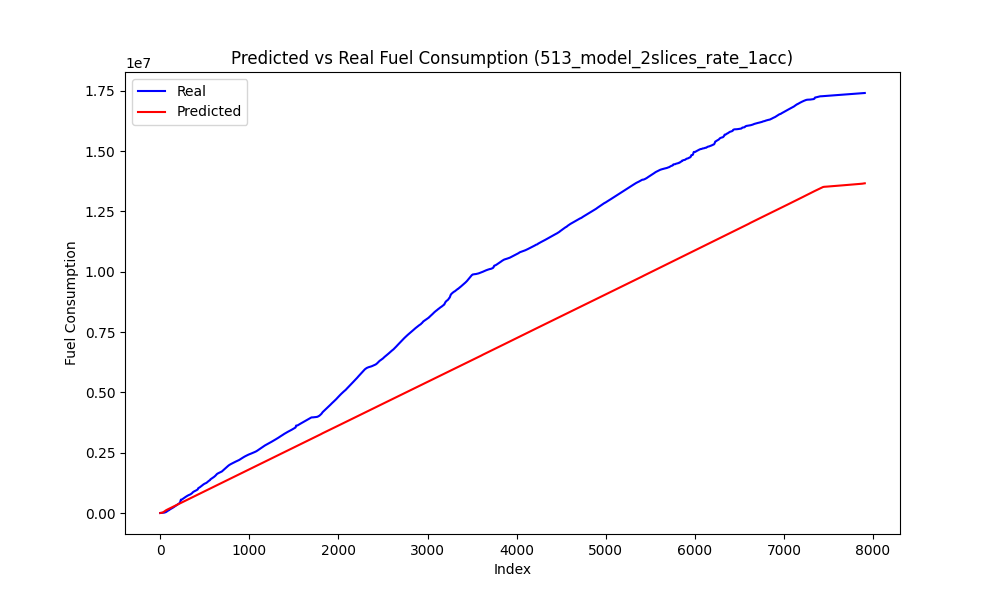 Predicted vs Real Fuel Consumption (513_model_2slices_rate_1acc)
1e7
Real
Predicted
1.75
1.50
1.25
1.00
0.75
0.50
0.25
0.00
Fuel Consumption
0 1000 2000 3000 4000 5000 6000 7000 8000
Index